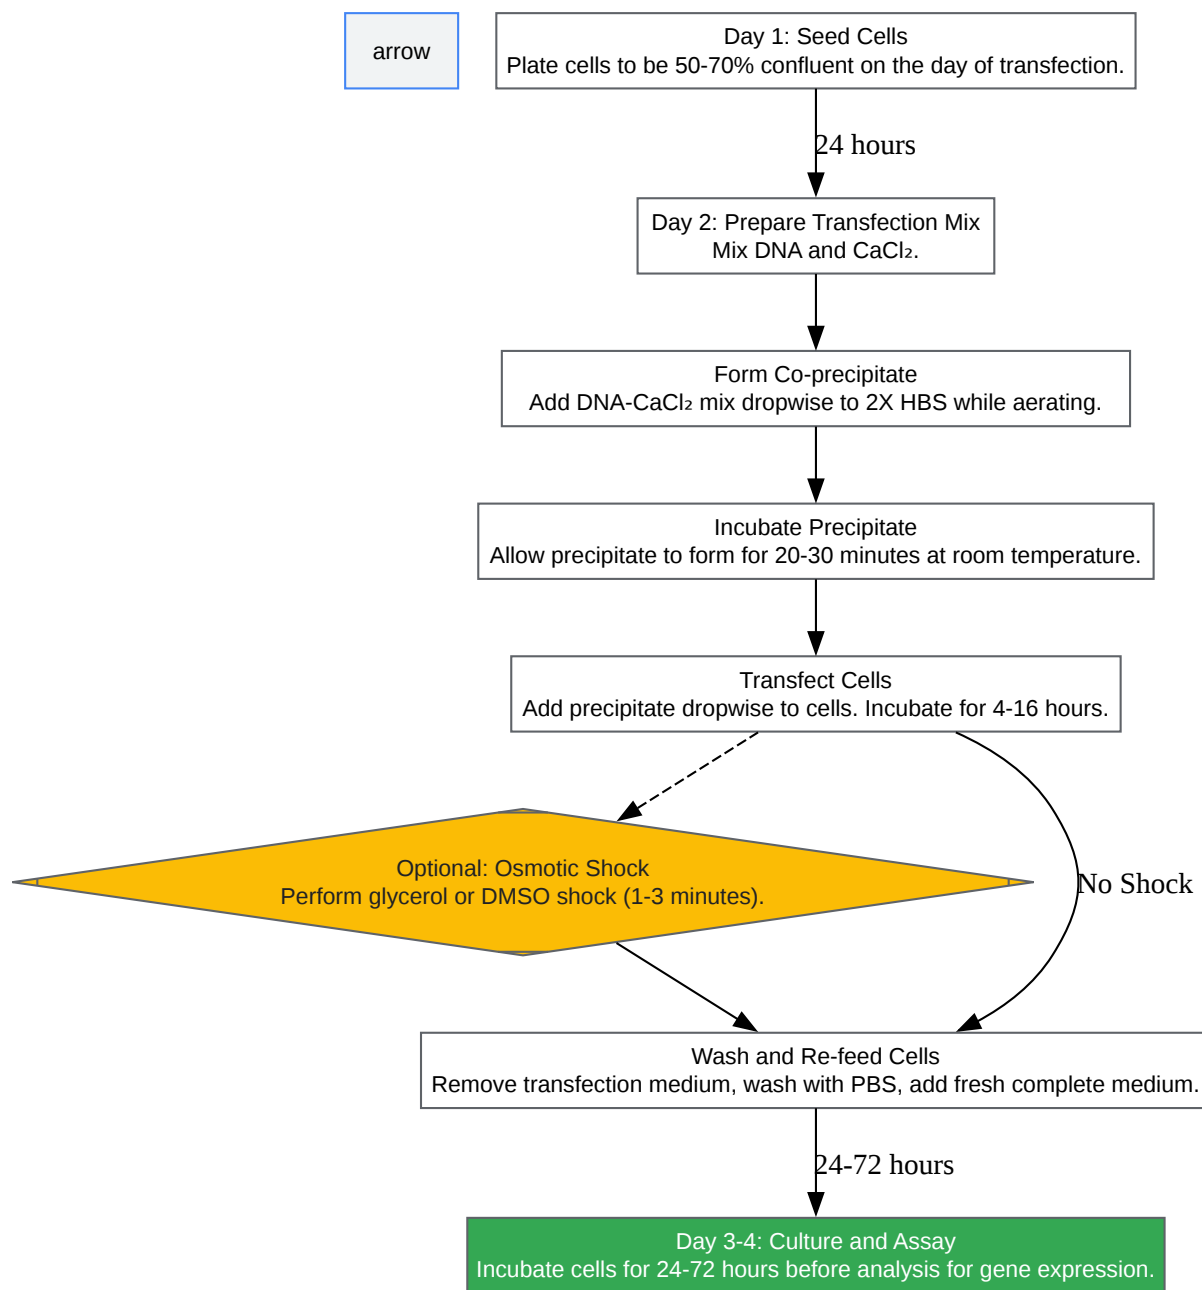 arrow
Day 1: Seed Cells
Plate cells to be 50-70% confluent on the day of transfection.
24 hours
Day 2: Prepare Transfection Mix
Mix DNA and CaCl₂.
Form Co-precipitate
Add DNA-CaCl₂ mix dropwise to 2X HBS while aerating.
Incubate Precipitate
Allow precipitate to form for 20-30 minutes at room temperature.
Transfect Cells
Add precipitate dropwise to cells. Incubate for 4-16 hours.
Optional: Osmotic Shock
Perform glycerol or DMSO shock (1-3 minutes).
No Shock
Wash and Re-feed Cells
Remove transfection medium, wash with PBS, add fresh complete medium.
24-72 hours
Day 3-4: Culture and Assay
Incubate cells for 24-72 hours before analysis for gene expression.